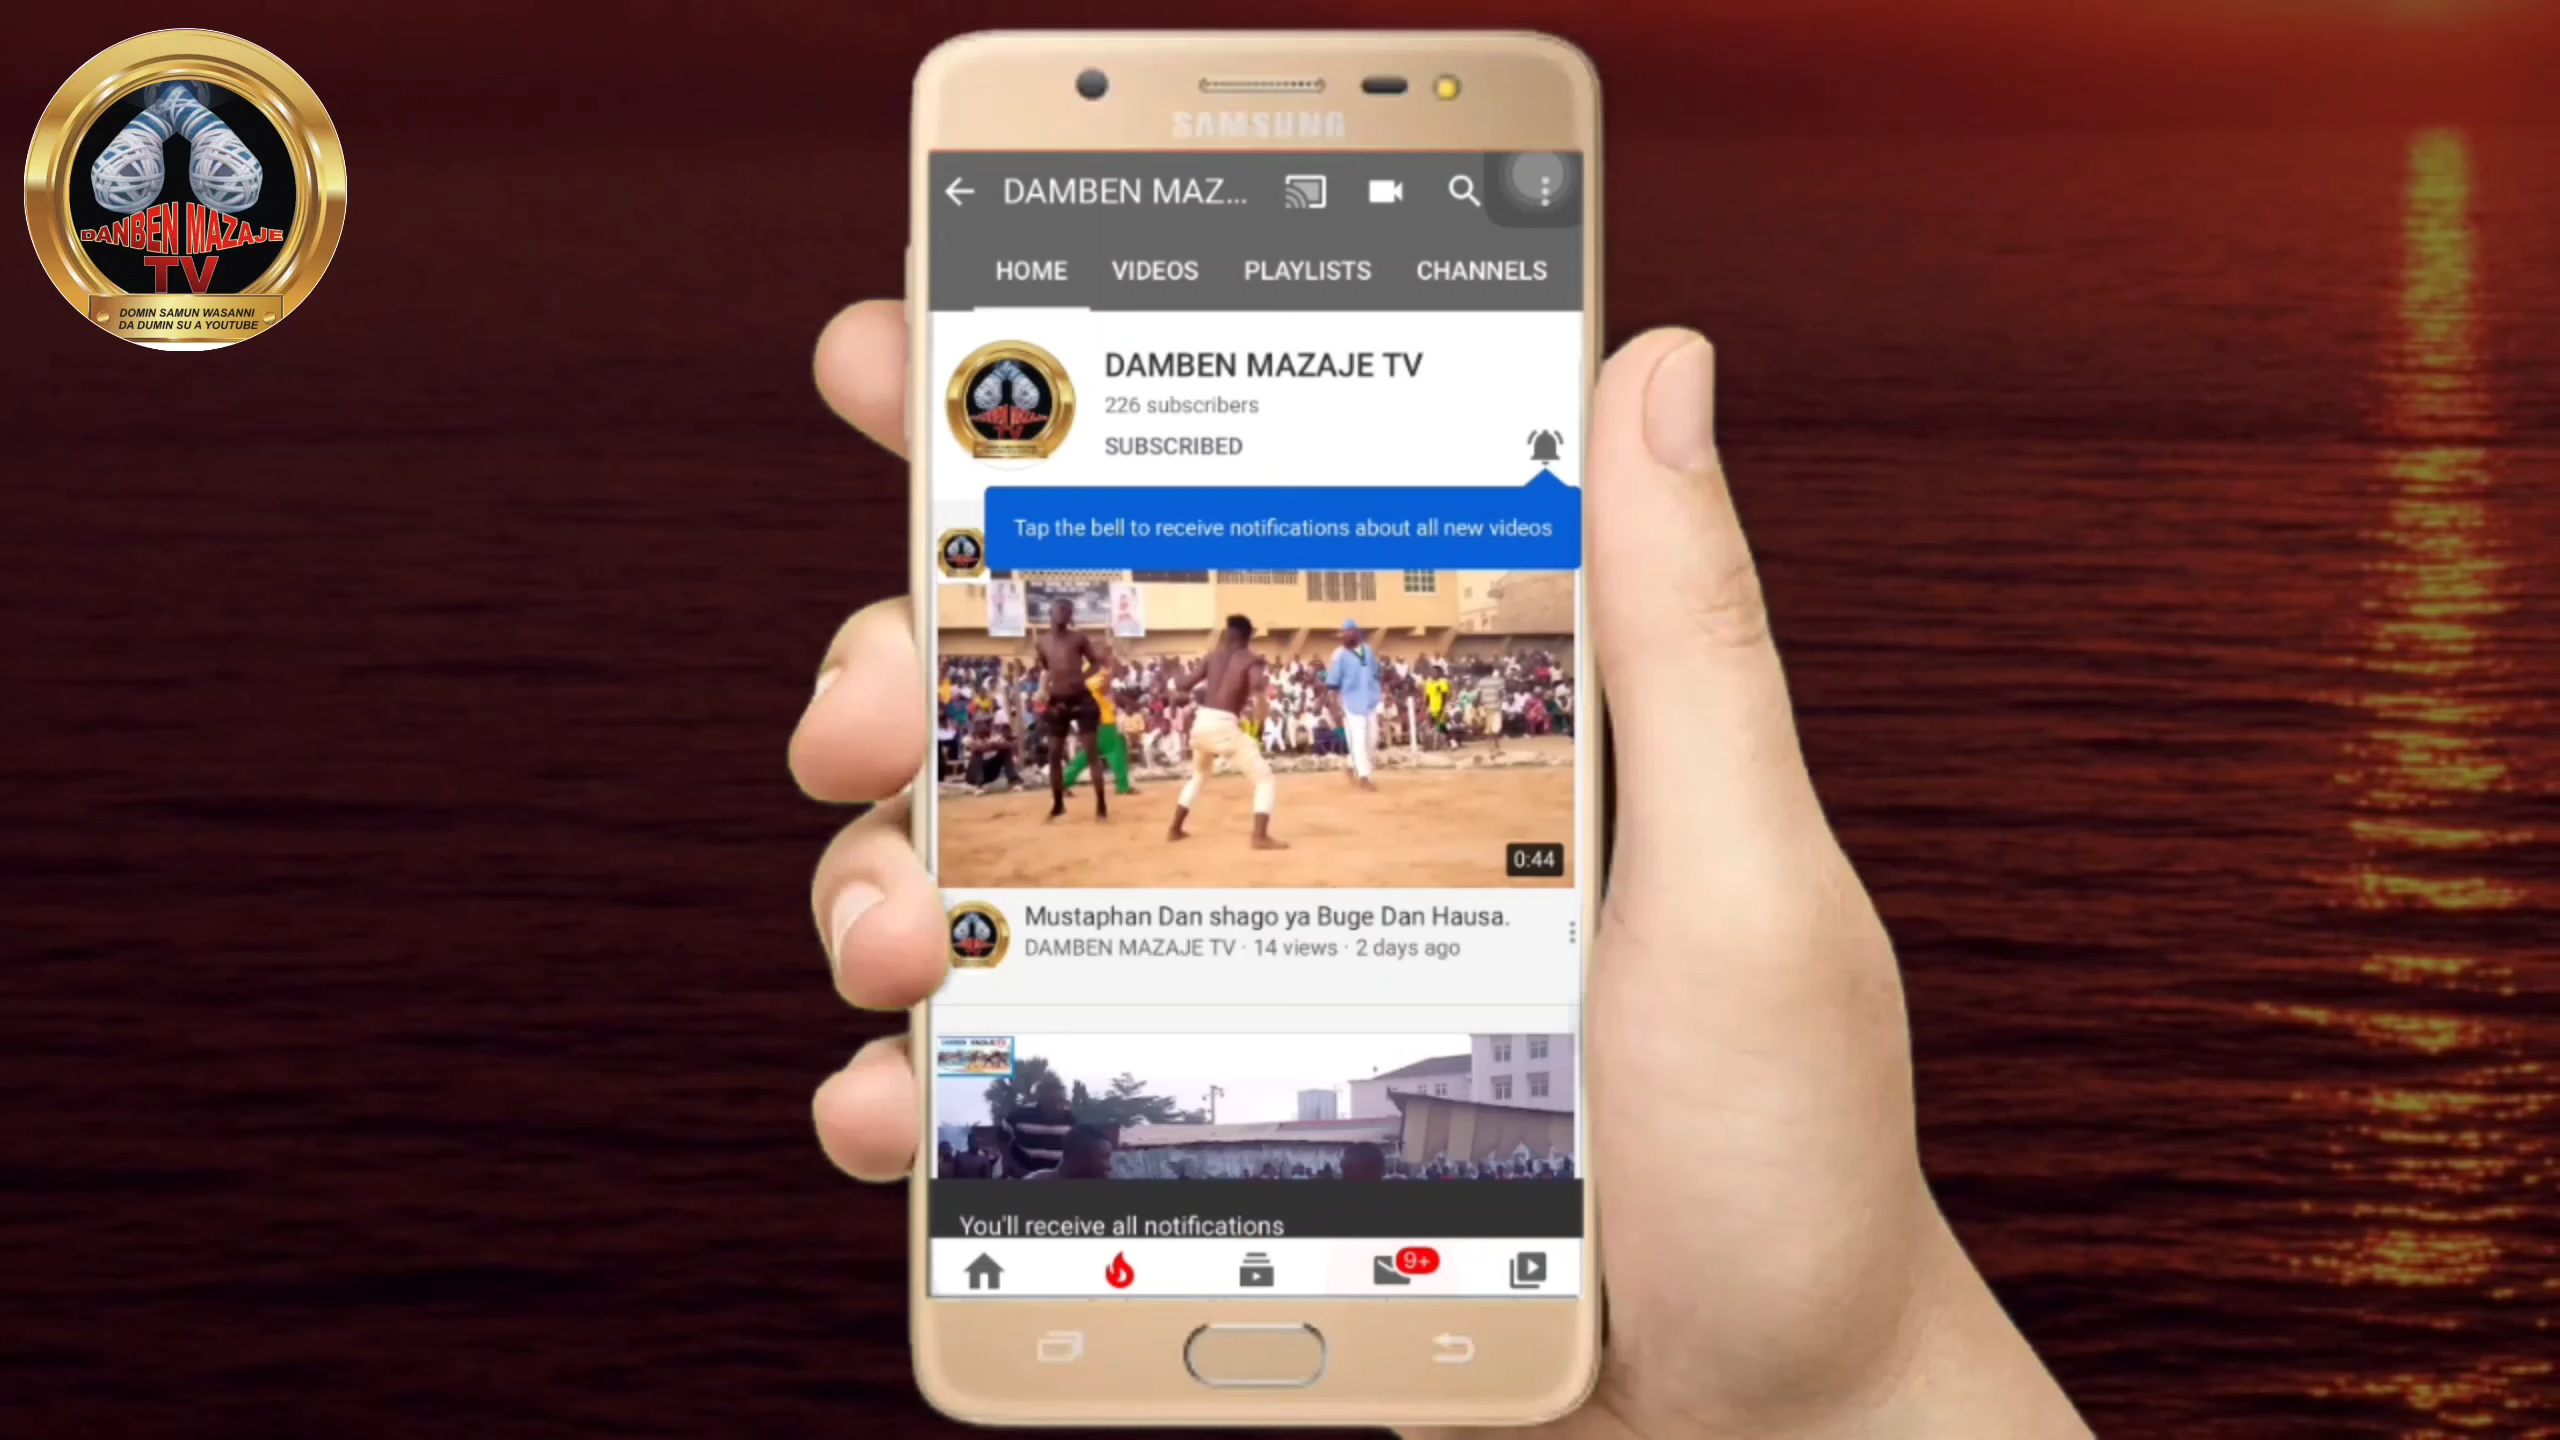 DANBEN MAZAJE
TV
DOMIN SAMUN WASANNI
DA DUMIN SU A YOUTUBE
SAMSUNG
DAMBEN MAZ...
HOME VIDEOS PLAYLISTS CHANNELS
DAMBEN MAZAJE TV
226 subscribers
SUBSCRIBED
Tap the bell to receive notifications about all new videos
0:44
Mustaphan Dan shago ya Buge Dan Hausa.
DAMBEN MAZAJE TV · 14 views · 2 days ago
You'll receive all notifications
9+